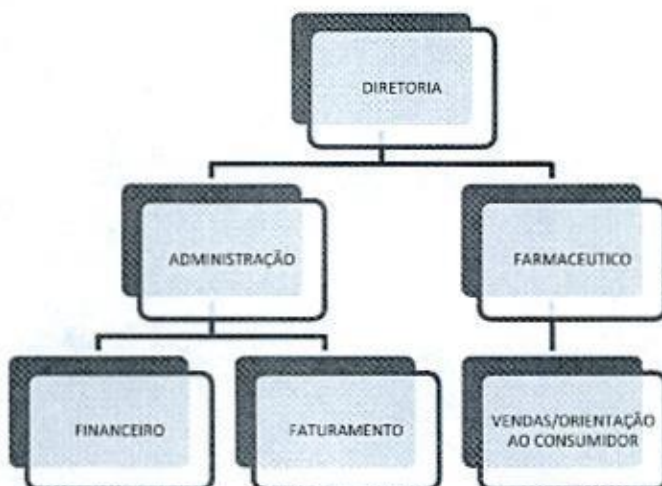 DIRETORIA
ADMINISTRAÇÃO
FARMACEUTICO
FINANCEIRO
FATURAMENTO
VENDAS/ORIENTAÇÃO
AO CONSUMIDOR